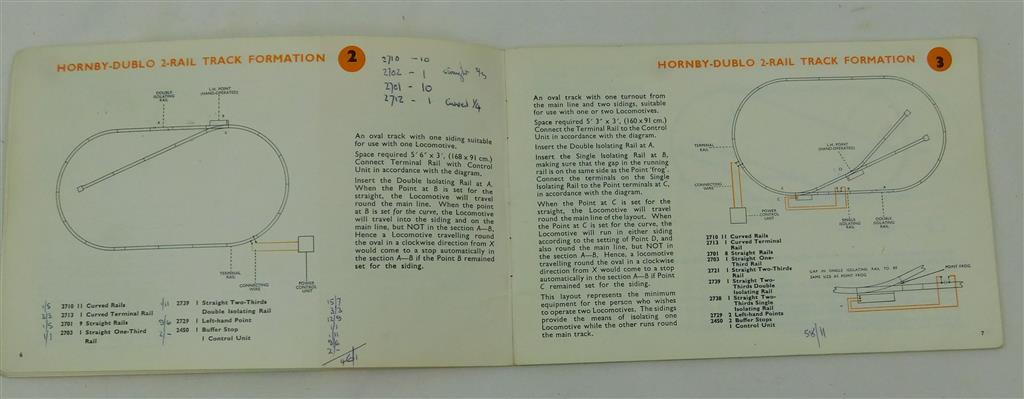 HORNBY-DUBLO 2-RAIL TRACK FORMATION
2
2710 - 10
2702 - 1
2701 - 10
2712 - 1 Curved
DOUBLE
ISOLATING
RAIL
L.H. POINT
(HAND-OPERATED)
TERMINAL
RAIL
CONNECTING
WIRE
POWER
CONTROL
UNIT
An oval track with one siding suitable
for use with one Locomotive.
Space required 5' 6" x 3', (168 x 91 cm.)
Connect Terminal Rail with Control
Unit in accordance with the diagram.
Insert the Double Isolating Rail at A.
When the Point at B is set for the
straight, the Locomotive will travel
round the main line. When the point
at B is set for the curve, the Locomotive
will travel into the siding and on the
main line, but NOT in the section A—B.
Hence a Locomotive travelling round
the oval in a clockwise direction from X
would come to a stop automatically in
the section A—B if the Point B remained
set for the siding.
2710 11 Curved Rails
2713 1 Curved Terminal Rail
2701 9 Straight Rails
2703 1 Straight One-Third
Rail
2739 1 Straight Two-Thirds
Double Isolating Rail
2729 1 Left-hand Point
2450 1 Buffer Stop
1 Control Unit
6
HORNBY-DUBLO 2-RAIL TRACK FORMATION
3
An oval track with one turnout from
the main line and two sidings, suitable
for use with one or two Locomotives.
Space required 5' 3" x 3', (160 x 91 cm.)
Connect the Terminal Rail to the Control
Unit in accordance with the diagram.
Insert the Double Isolating Rail at A.
Insert the Single Isolating Rail at B,
making sure that the gap in the running
rail is on the same side as the Point 'frog'.
Connect the terminals on the Single
Isolating Rail to the Point terminals at C,
in accordance with the diagram.
When the Point at C is set for the
straight, the Locomotive will travel
round the main line of the layout. When
the Point at C is set for the curve, the
Locomotive will run in either siding
according to the setting of Point D, and
also round the main line, but NOT in
the section A—B. Hence, a locomotive
travelling round the oval in a clockwise
direction from X would come to a stop
automatically in the section A—B if Point
C remained set for the siding.
This layout represents the minimum
equipment for the person who wishes
to operate two Locomotives. The sidings
provide the means of isolating one
Locomotive while the other runs round
the main track.
TERMINAL
RAIL
L.H. POINT
(HAND-OPERATED)
CONNECTING
WIRE
POWER
CONTROL
UNIT
SINGLE
ISOLATING
RAIL
DOUBLE
ISOLATING
RAIL
2710 11 Curved Rails
2713 1 Curved Terminal
Rail
2701 8 Straight Rails
2703 1 Straight One-
Third Rail
2721 1 Straight Two-Thirds
Rail
2739 1 Straight Two-
Thirds Double
Isolating Rail
2738 1 Straight Two-
Thirds Single
Isolating Rail
2729 2 Left-hand Points
2450 2 Buffer Stops
1 Control Unit
GAP IN SINGLE ISOLATING RAIL TO BE
SAME SIDE AS POINT FROG.
POINT FROG
58/11
7